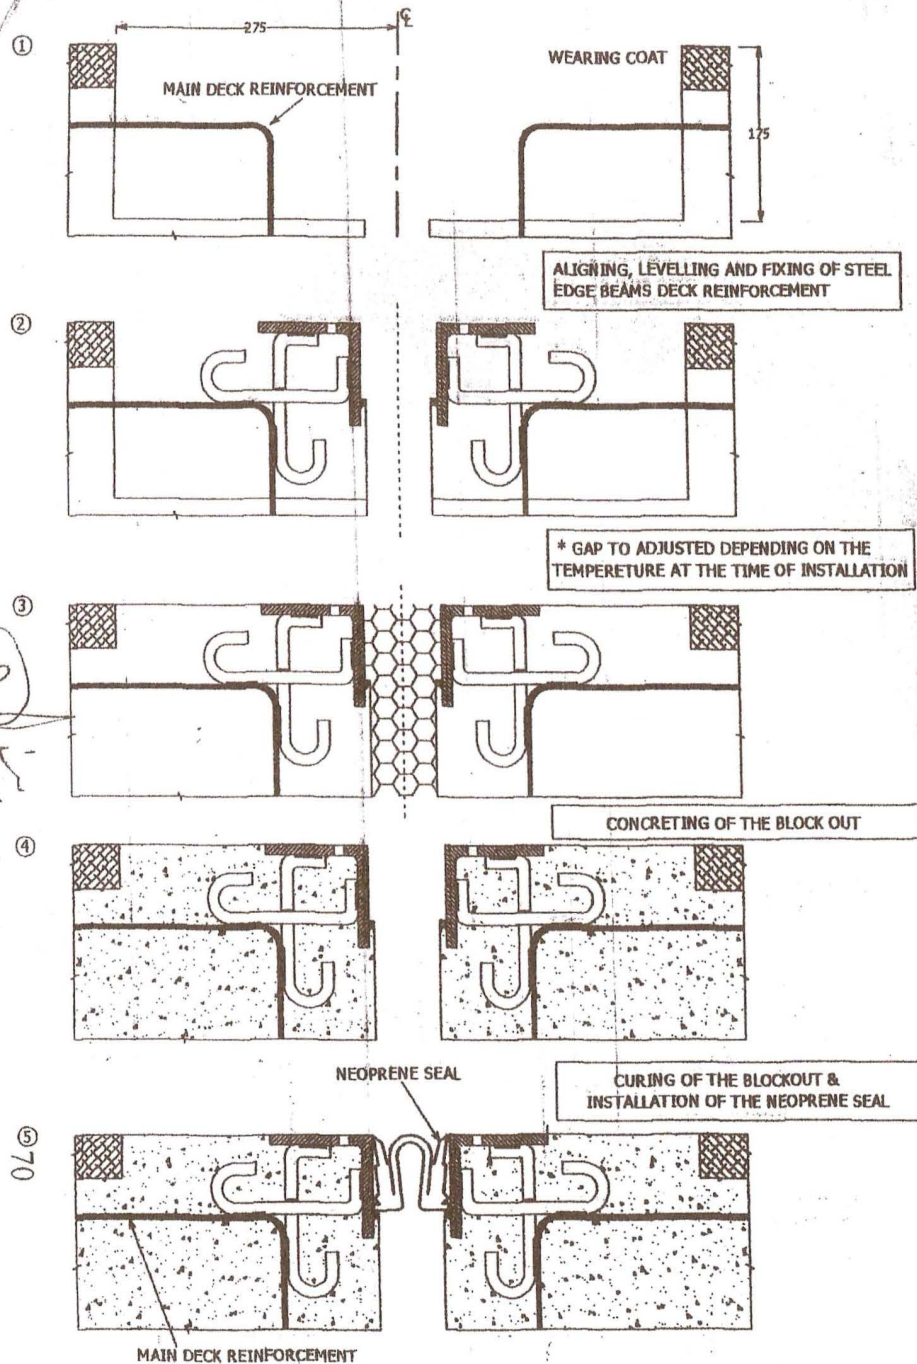 ①
275
℄
WEARING COAT
MAIN DECK REINFORCEMENT
175
ALIGNING, LEVELLING AND FIXING OF STEEL
EDGE BEAMS DECK REINFORCEMENT
②
* GAP TO ADJUSTED DEPENDING ON THE
TEMPERETURE AT THE TIME OF INSTALLATION
③
CONCRETING OF THE BLOCK OUT
④
NEOPRENE SEAL
CURING OF THE BLOCKOUT &
INSTALLATION OF THE NEOPRENE SEAL
⑤
70
MAIN DECK REINFORCEMENT